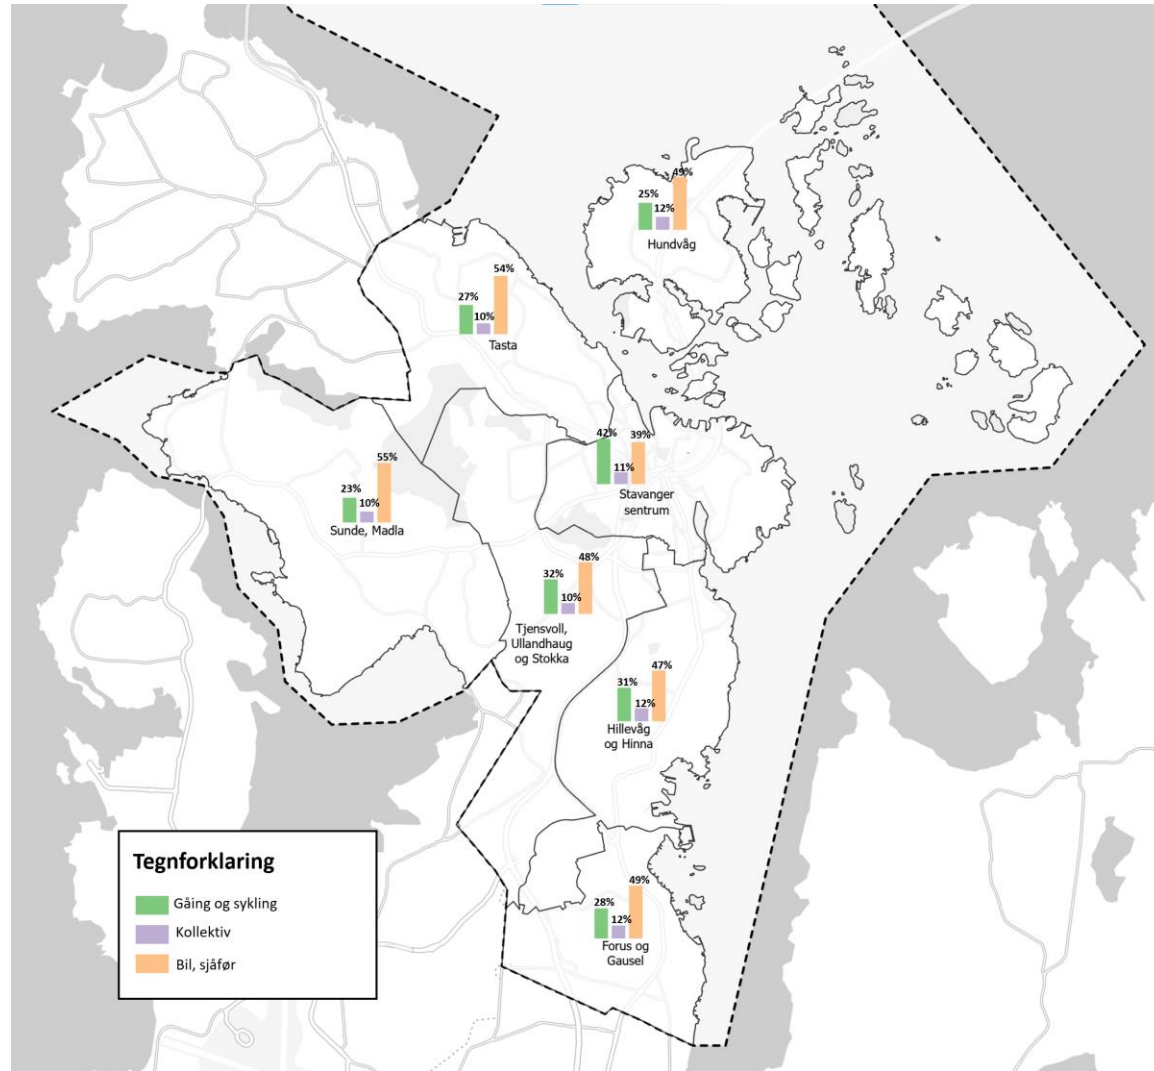 49%
25%
12%
Hundvåg
54%
27%
10%
Tasta
42%
39%
11%
Stavanger
sentrum
55%
23%
10%
Sunde, Madla
48%
32%
10%
Tjensvoll,
Ullandhaug
og Stokka
47%
31%
12%
Hillevåg
og Hinna
49%
28%
12%
Forus og
Gausel
Tegnforklaring
Gåing og sykling
Kollektiv
Bil, sjåfør